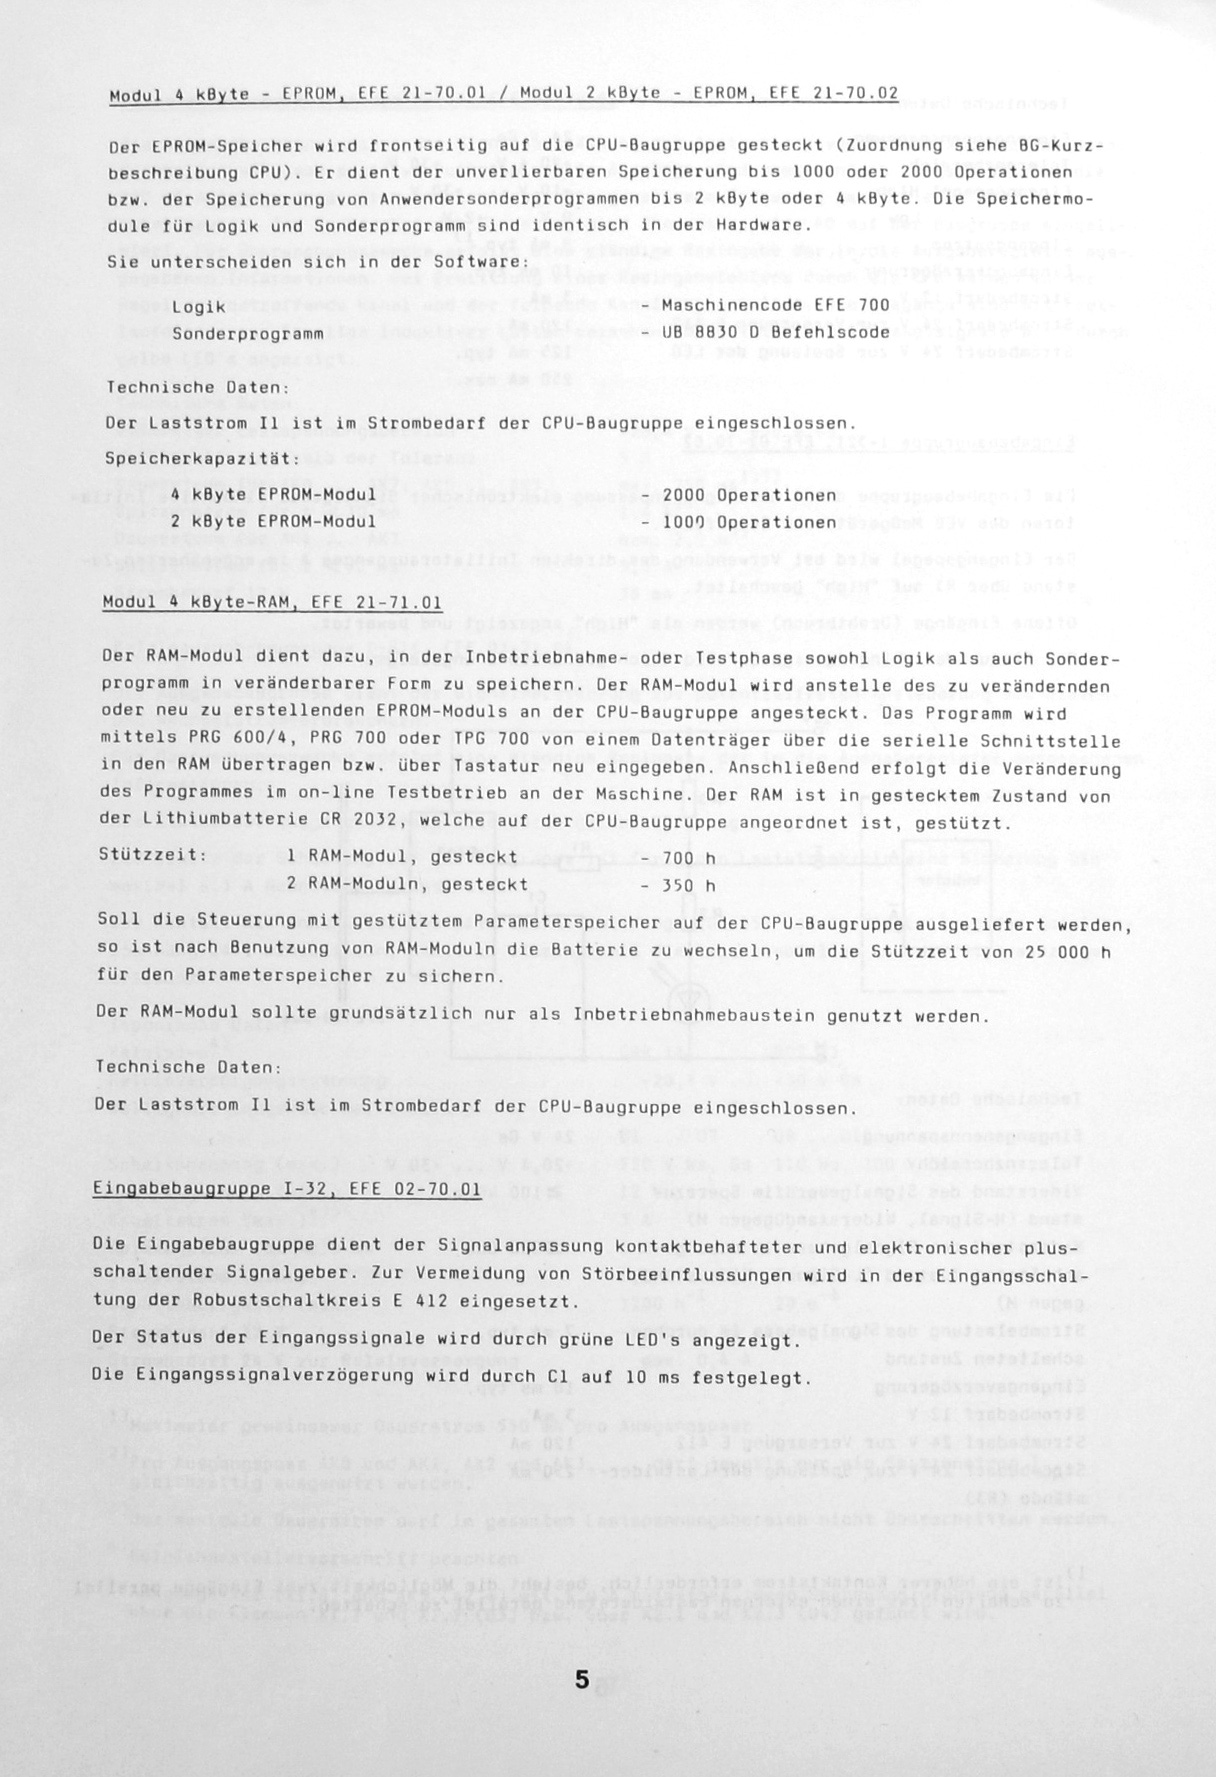 Modul 4 kByte - EPROM, EFE 21-70.01 / Modul 2 kByte - EPROM, EFE 21-70.02
Der EPROM-Speicher wird frontseitig auf die CPU-Baugruppe gesteckt (Zuordnung siehe BG-Kurz-
beschreibung CPU). Er dient der unverlierbaren Speicherung bis 1000 oder 2000 Operationen
bzw. der Speicherung von Anwendersonderprogrammen bis 2 kByte oder 4 kByte. Die Speichermo-
dule für Logik und Sonderprogramm sind identisch in der Hardware.
Sie unterscheiden sich in der Software:
Logik - Maschinencode EFE 700
Sonderprogramm - UB 8830 D Befehlscode
Technische Daten:
Der Laststrom Il ist im Strombedarf der CPU-Baugruppe eingeschlossen.
Speicherkapazität:
4 kByte EPROM-Modul - 2000 Operationen
2 kByte EPROM-Modul - 1000 Operationen
Modul 4 kByte-RAM, EFE 21-71.01
Der RAM-Modul dient dazu, in der Inbetriebnahme- oder Testphase sowohl Logik als auch Sonder-
programm in veränderbarer Form zu speichern. Der RAM-Modul wird anstelle des zu verändernden
oder neu zu erstellenden EPROM-Moduls an der CPU-Baugruppe angesteckt. Das Programm wird
mittels PRG 600/4, PRG 700 oder TPG 700 von einem Datenträger über die serielle Schnittstelle
in den RAM übertragen bzw. über Tastatur neu eingegeben. Anschließend erfolgt die Veränderung
des Programmes im on-line Testbetrieb an der Maschine. Der RAM ist in gestecktem Zustand von
der Lithiumbatterie CR 2032, welche auf der CPU-Baugruppe angeordnet ist, gestützt.
Stützzeit: 1 RAM-Modul, gesteckt - 700 h
2 RAM-Moduln, gesteckt - 350 h
Soll die Steuerung mit gestütztem Parameterspeicher auf der CPU-Baugruppe ausgeliefert werden,
so ist nach Benutzung von RAM-Moduln die Batterie zu wechseln, um die Stützzeit von 25 000 h
für den Parameterspeicher zu sichern.
Der RAM-Modul sollte grundsätzlich nur als Inbetriebnahmebaustein genutzt werden.
Technische Daten:
Der Laststrom Il ist im Strombedarf der CPU-Baugruppe eingeschlossen.
Eingabebaugruppe I-32, EFE 02-70.01
Die Eingabebaugruppe dient der Signalanpassung kontaktbehafteter und elektronischer plus-
schaltender Signalgeber. Zur Vermeidung von Störbeeinflussungen wird in der Eingangsschal-
tung der Robustschaltkreis E 412 eingesetzt.
Der Status der Eingangssignale wird durch grüne LED's angezeigt.
Die Eingangssignalverzögerung wird durch C1 auf 10 ms festgelegt.
5